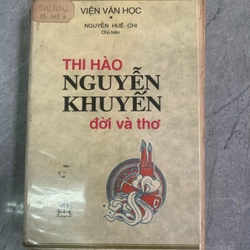 VIỆN VĂN HỌC
NGUYỄN HUỆ CHI
Chủ biên
THI HÀO
NGUYỄN
KHUYẾN
đời và thơ